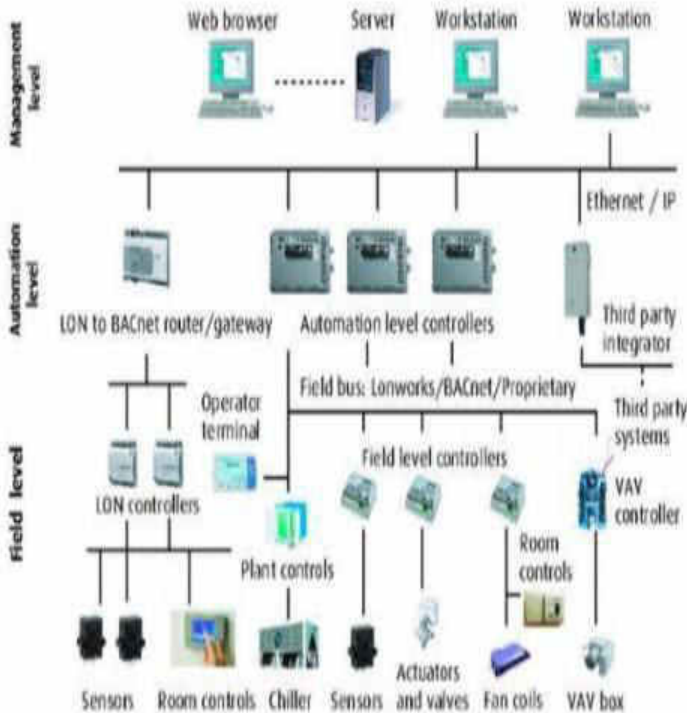 Management
level
Web browser
Server
Workstation
Workstation
Ethernet / IP
Automation
level
LON to BACnet router/gateway
Automation level controllers
Third party
integrator
Field bus: Lonworks/BACnet/Proprietary
Operator
terminal
Third party
systems
Field level
Field level controllers
LON controllers
VAV
controller
Plant controls
Room
controls
Sensors
Room controls
Chiller
Sensors
Actuators
and valves
Fan coils
VAV box